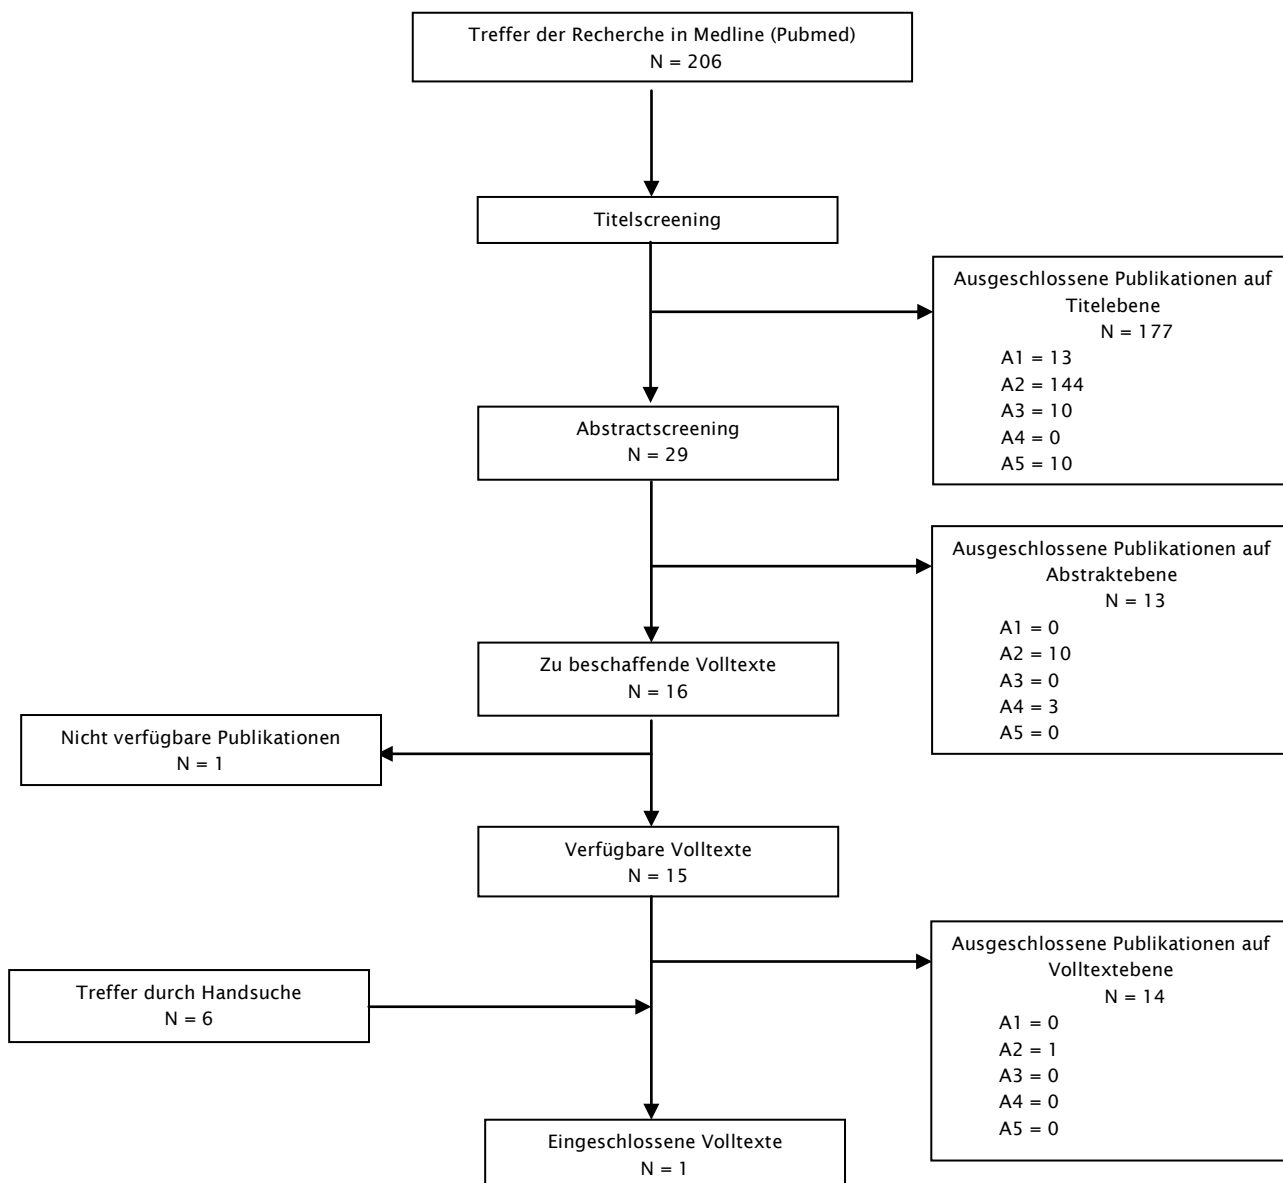 Treffer der Recherche in Medline (Pubmed)
N = 206
Titelscreening
Ausgeschlossene Publikationen auf
Titelebene
N = 177
A1 = 13
A2 = 144
A3 = 10
A4 = 0
A5 = 10
Abstractscreening
N = 29
Ausgeschlossene Publikationen auf
Abstraktebene
N = 13
A1 = 0
A2 = 10
A3 = 0
A4 = 3
A5 = 0
Zu beschaffende Volltexte
N = 16
Nicht verfügbare Publikationen
N = 1
Verfügbare Volltexte
N = 15
Ausgeschlossene Publikationen auf
Volltextebene
N = 14
A1 = 0
A2 = 1
A3 = 0
A4 = 0
A5 = 0
Treffer durch Handsuche
N = 6
Eingeschlossene Volltexte
N = 1